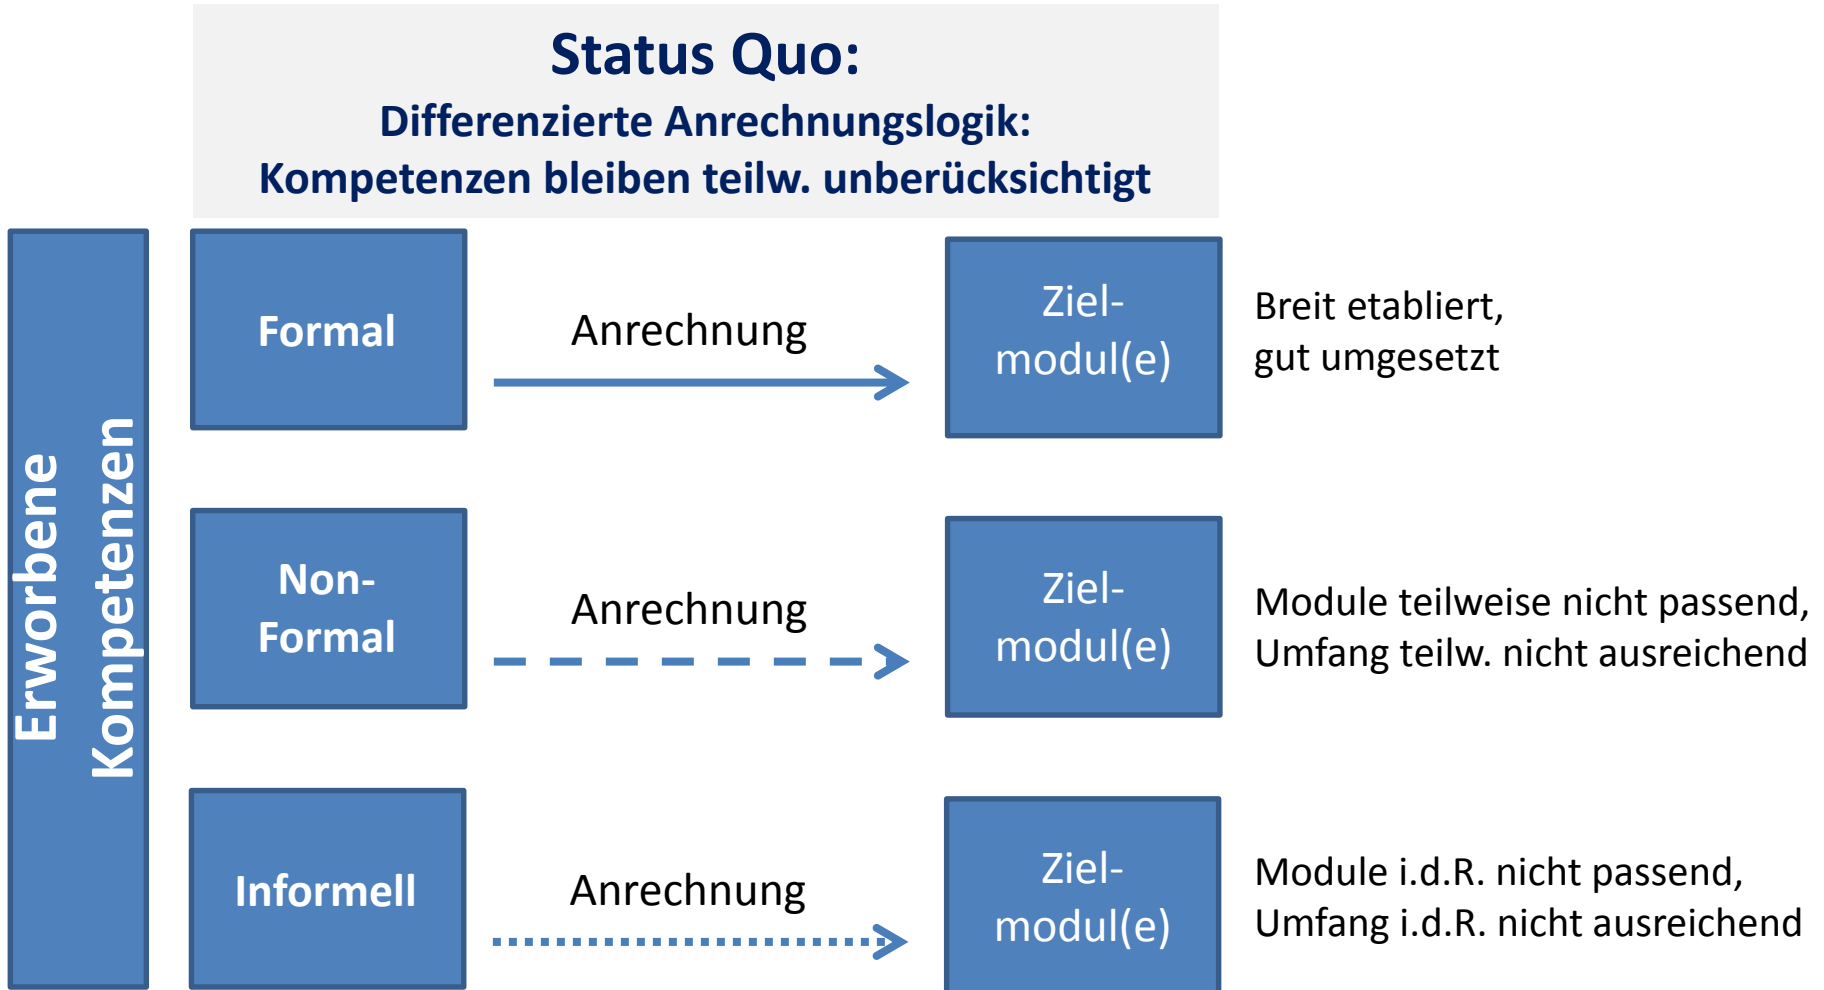 Status Quo:
Differenzierte Anrechnungslogik:
Kompetenzen bleiben teilw. unberücksichtigt
Erworbene
Kompetenzen
Formal
Anrechnung
Ziel-
modul(e)
Breit etabliert,
gut umgesetzt
Non-
Formal
Anrechnung
Ziel-
modul(e)
Module teilweise nicht passend,
Umfang teilw. nicht ausreichend
Informell
Anrechnung
Ziel-
modul(e)
Module i.d.R. nicht passend,
Umfang i.d.R. nicht ausreichend